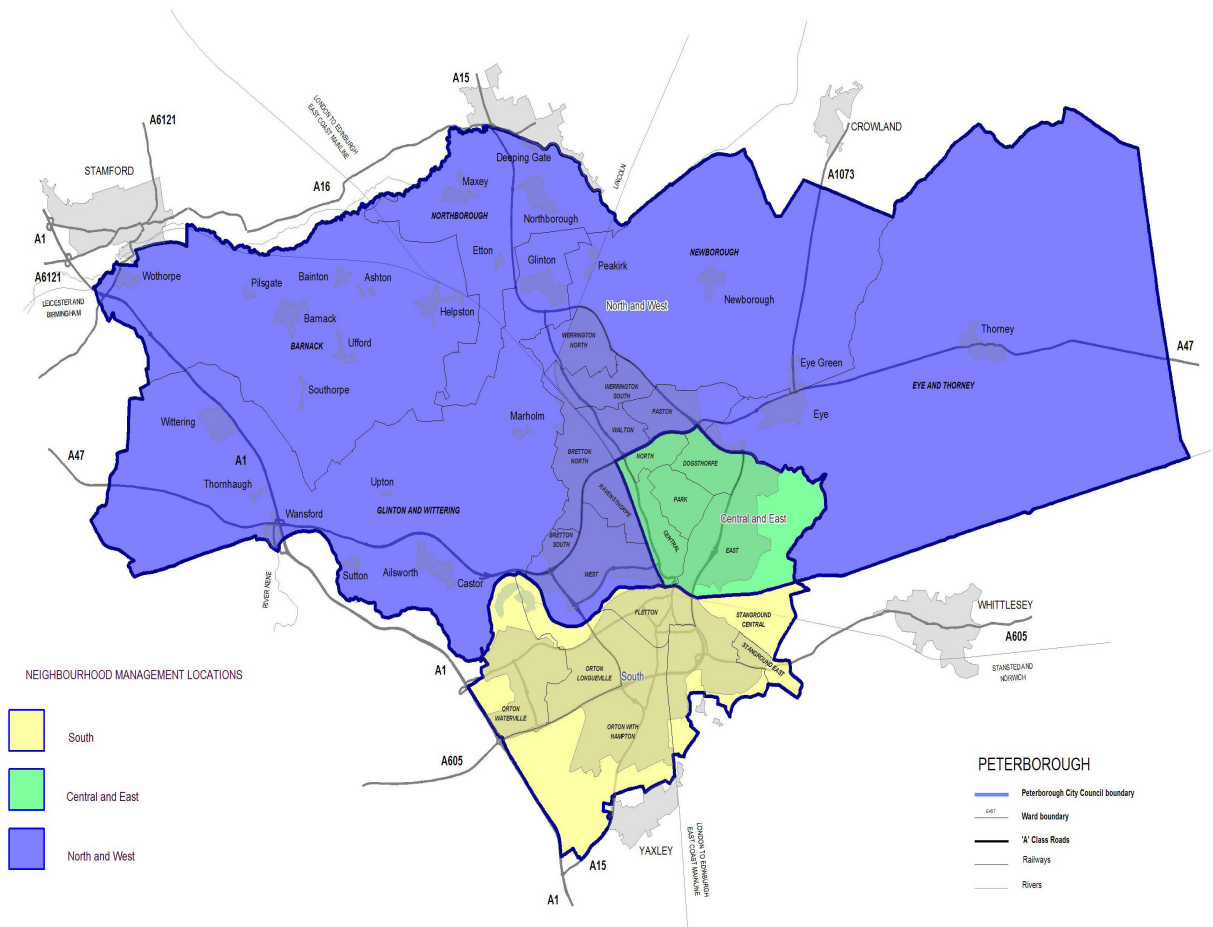 A15
A6121
LONDON TO EDINBURGH
EAST COAST MAINLINE
CROWLAND
STAMFORD
Deeping Gate
LINCOLN
A1073
A16
Maxey
NORTHBOROUGH
Northborough
A1
Etton
Glinton
Peakirk
NEWBOROUGH
A6121
Wothorpe
Pilsgate
Bainton
Ashton
LEICESTER AND
BIRMINGHAM
Helpston
Newborough
North and West
Barnack
BARNACK
Ufford
WERRINGTON
NORTH
Thorney
A47
Eye Green
Southorpe
WERRINGTON
SOUTH
EYE AND THORNEY
PASTON
Marholm
Eye
Wittering
WALTON
A47
A1
BRETTON
NORTH
NORTH
DOGSTHORPE
Thornhaugh
Upton
RAVENSTHORPE
PARK
Wansford
GLINTON AND WITTERING
Central and East
CENTRAL
BRETTON
SOUTH
EAST
RIVER NENE
Sutton
Ailsworth
Castor
WEST
WHITTLESEY
FLETTON
STANGROUND
CENTRAL
A605
STANGROUND EAST
STANSTED AND
NORWICH
A1
ORTON
LONGUEVILLE
South
NEIGHBOURHOOD MANAGEMENT LOCATIONS
ORTON
WATERVILLE
ORTON WITH
HAMPTON
South
A605
PETERBOROUGH
Central and East
Peterborough City Council boundary
EAST
Ward boundary
'A' Class Roads
North and West
YAXLEY
LONDON TO EDINBURGH
EAST COAST MAINLINE
A15
Railways
Rivers
A1